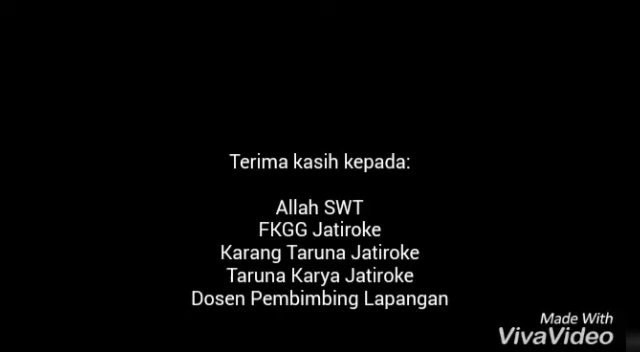 Terima kasih kepada:
Allah SWT
FKGG Jatiroke
Karang Taruna Jatiroke
Taruna Karya Jatiroke
Dosen Pembimbing Lapangan
Made With
VivaVideo